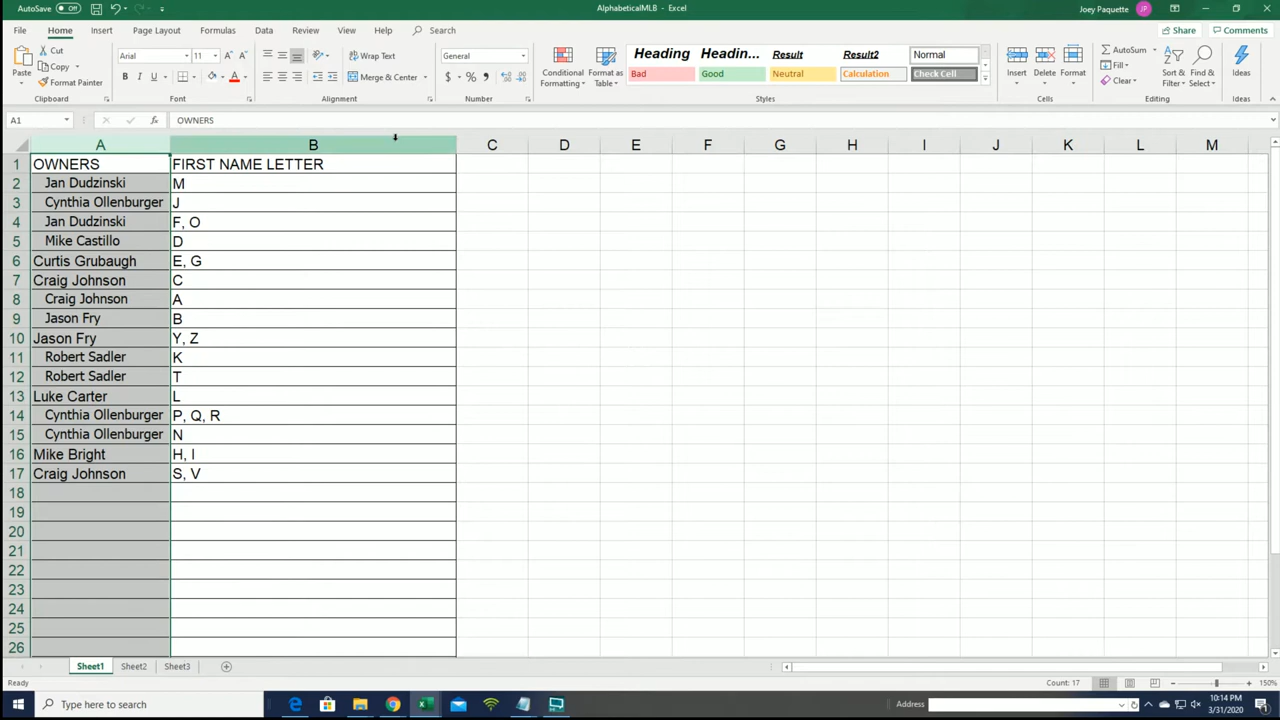 AutoSave Off AlphabeticalMLB - Excel Joey Paquette JP
File Home Insert Page Layout Formulas Data Review View Help Search Share Comments
Paste Cut Copy Format Painter Clipboard
Arial 11 A A B I U A Font
Wrap Text Merge & Center Alignment
General $ % , Number
Conditional Formatting Format as Table
Heading Headin... Result Result2 Normal
Bad Good Neutral Calculation Check Cell
Styles
Insert Delete Format Cells
AutoSum Fill Clear Sort & Filter Find & Select Editing
Ideas Ideas
A1 fx OWNERS
A B C D E F G H I J K L M
1 OWNERS FIRST NAME LETTER
2 Jan Dudzinski M
3 Cynthia Ollenburger J
4 Jan Dudzinski F, O
5 Mike Castillo D
6 Curtis Grubaugh E, G
7 Craig Johnson C
8 Craig Johnson A
9 Jason Fry B
10 Jason Fry Y, Z
11 Robert Sadler K
12 Robert Sadler T
13 Luke Carter L
14 Cynthia Ollenburger P, Q, R
15 Cynthia Ollenburger N
16 Mike Bright H, I
17 Craig Johnson S, V
18
19
20
21
22
23
24
25
26
Sheet1 Sheet2 Sheet3
Ready Count: 17 150%
Type here to search Address 10:14 PM
3/31/2020